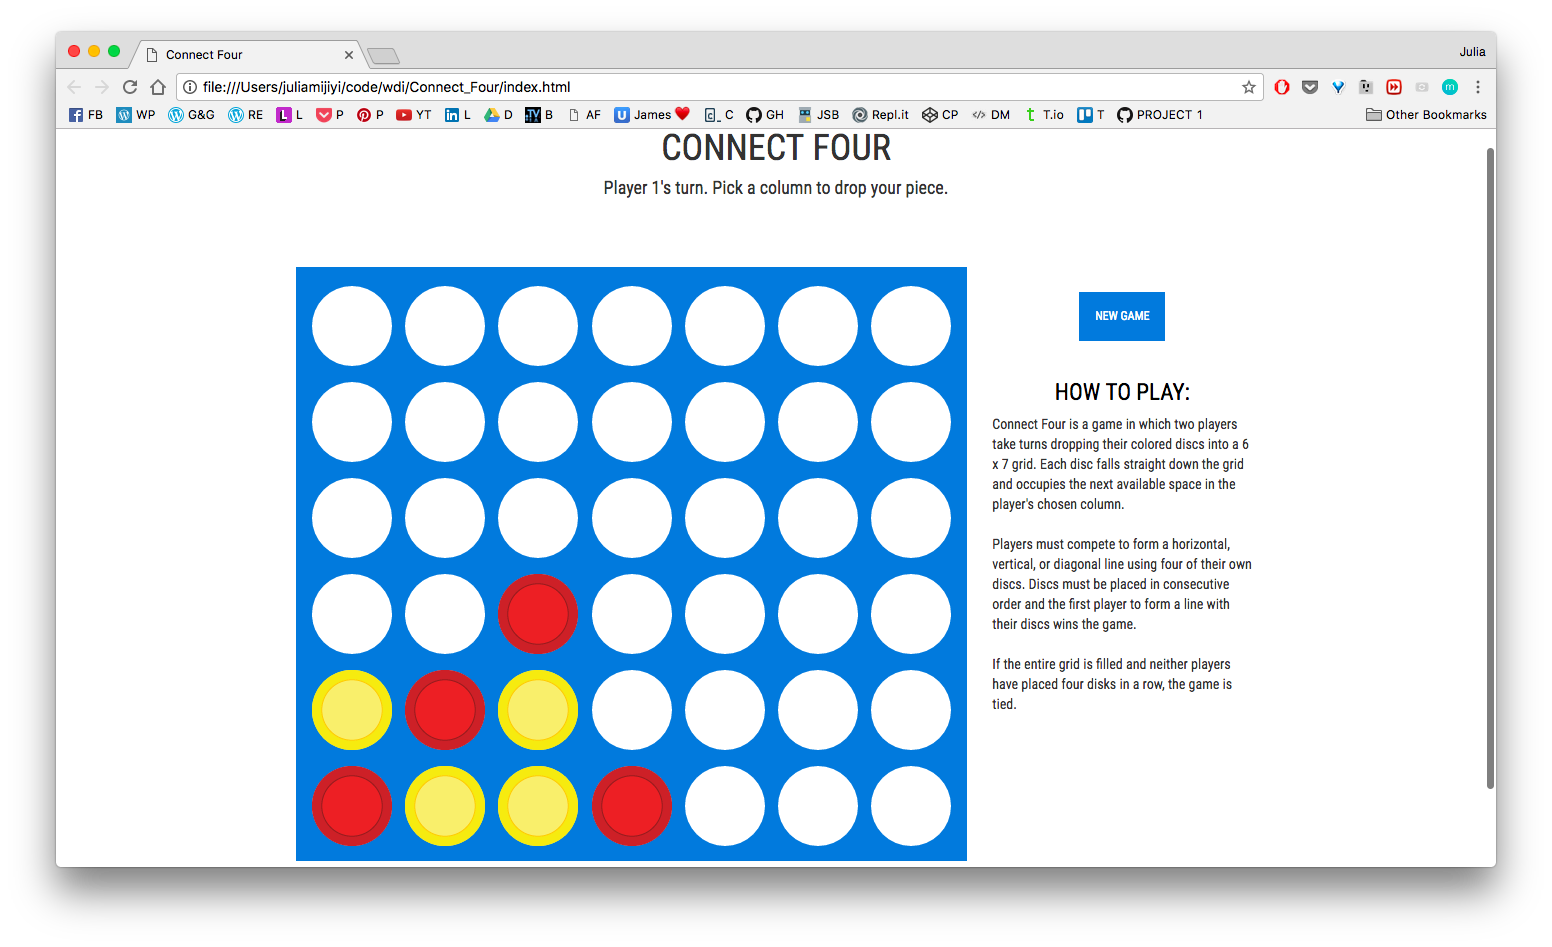 Connect Four
Julia
file:///Users/juliamijiyi/code/wdi/Connect_Four/index.html
m
FB WP G&G RE L L P P YT in L D .TV B AF U James C GH JSB Repl.it CP DM t T.io T PROJECT 1 Other Bookmarks
CONNECT FOUR
Player 1's turn. Pick a column to drop your piece.
NEW GAME
HOW TO PLAY:
Connect Four is a game in which two players
take turns dropping their colored discs into a 6
x 7 grid. Each disc falls straight down the grid
and occupies the next available space in the
player's chosen column.
Players must compete to form a horizontal,
vertical, or diagonal line using four of their own
discs. Discs must be placed in consecutive
order and the first player to form a line with
their discs wins the game.
If the entire grid is filled and neither players
have placed four disks in a row, the game is
tied.